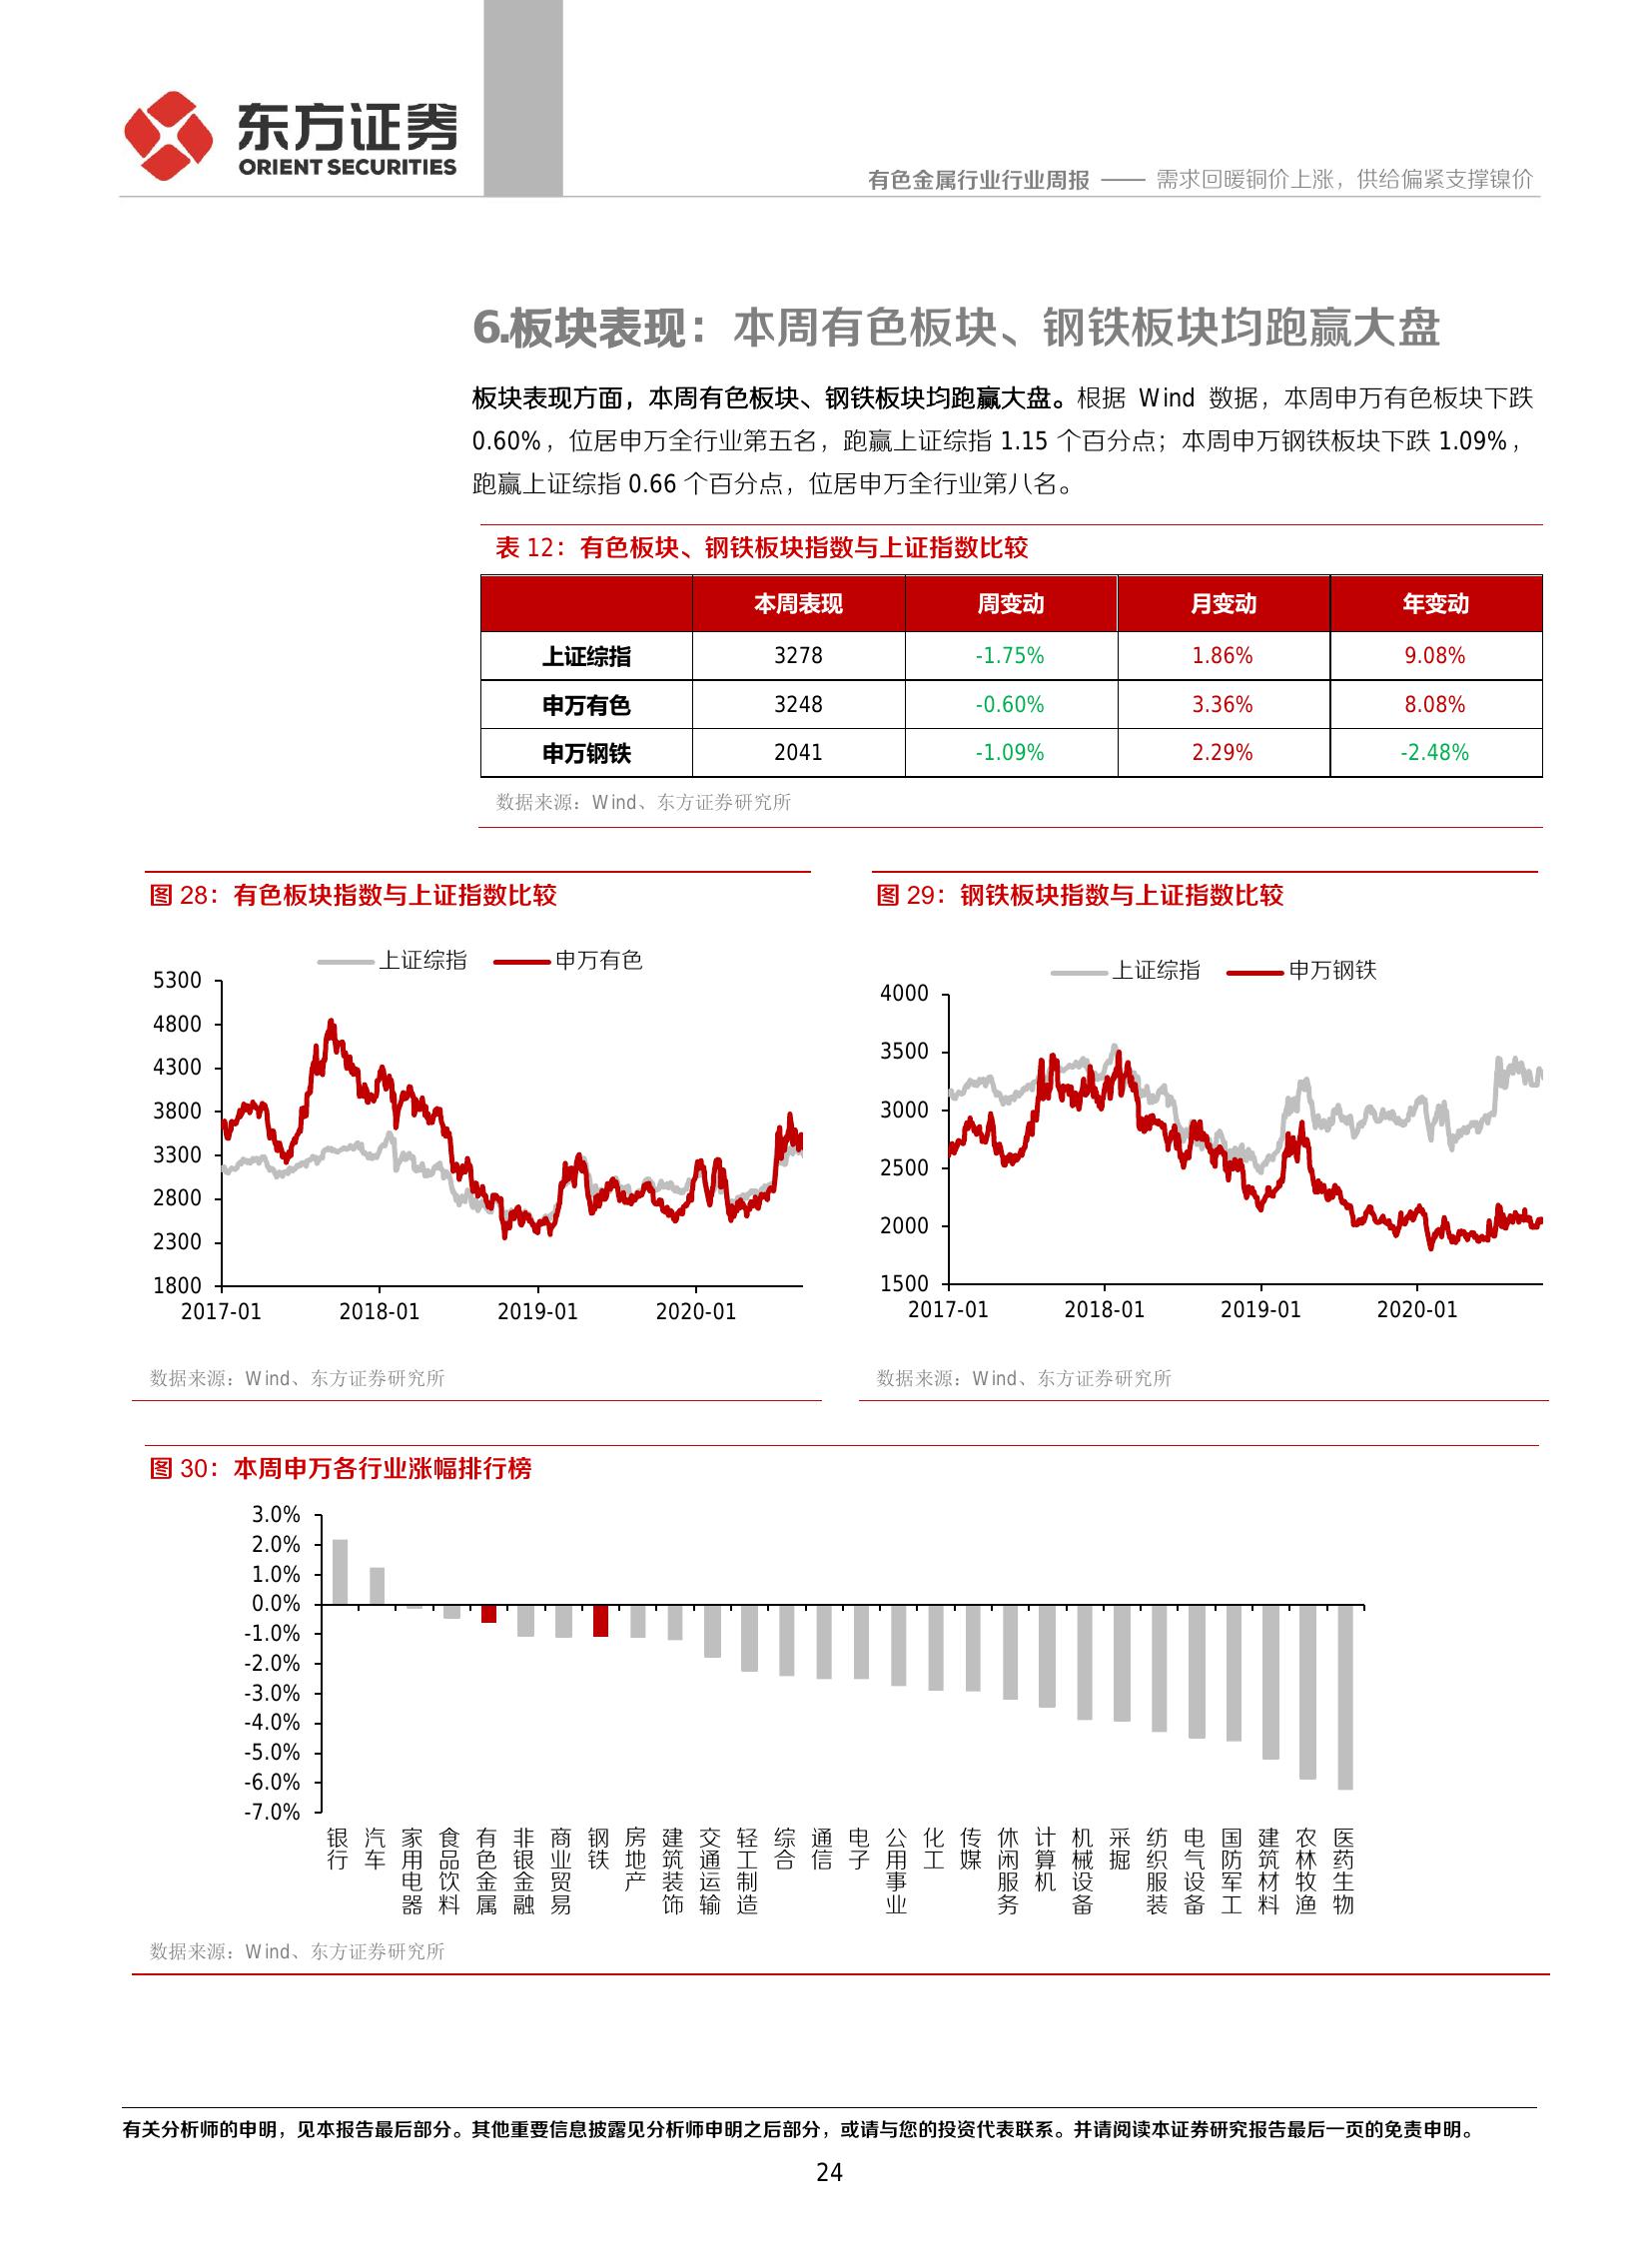 东方证券
ORIENT SECURITIES
有色金属行业行业周报 —— 需求回暖铜价上涨，供给偏紧支撑镍价
6.板块表现：本周有色板块、钢铁板块均跑赢大盘
板块表现方面，本周有色板块、钢铁板块均跑赢大盘。根据 Wind 数据，本周申万有色板块下跌
0.60%，位居申万全行业第五名，跑赢上证综指 1.15 个百分点；本周申万钢铁板块下跌 1.09%，
跑赢上证综指 0.66 个百分点，位居申万全行业第八名。
表 12：有色板块、钢铁板块指数与上证指数比较
本周表现 周变动 月变动 年变动
上证综指 3278 -1.75% 1.86% 9.08%
申万有色 3248 -0.60% 3.36% 8.08%
申万钢铁 2041 -1.09% 2.29% -2.48%
数据来源：Wind、东方证券研究所
图 28：有色板块指数与上证指数比较
上证综指 申万有色
5300
4800
4300
3800
3300
2800
2300
1800
2017-01 2018-01 2019-01 2020-01
数据来源：Wind、东方证券研究所
图 29：钢铁板块指数与上证指数比较
上证综指 申万钢铁
4000
3500
3000
2500
2000
1500
2017-01 2018-01 2019-01 2020-01
数据来源：Wind、东方证券研究所
图 30：本周申万各行业涨幅排行榜
3.0%
2.0%
1.0%
0.0%
-1.0%
-2.0%
-3.0%
-4.0%
-5.0%
-6.0%
-7.0%
银行 汽车 家用电器 食品饮料 有色金属 非银金融 商业贸易 钢铁 房地产 建筑装饰 交通运输 轻工制造 综合 通信 电子 公用事业 化工 传媒 休闲服务 计算机 机械设备 采掘 纺织服装 电气设备 国防军工 建筑材料 农林牧渔 医药生物
数据来源：Wind、东方证券研究所
有关分析师的申明，见本报告最后部分。其他重要信息披露见分析师申明之后部分，或请与您的投资代表联系。并请阅读本证券研究报告最后一页的免责申明。
24